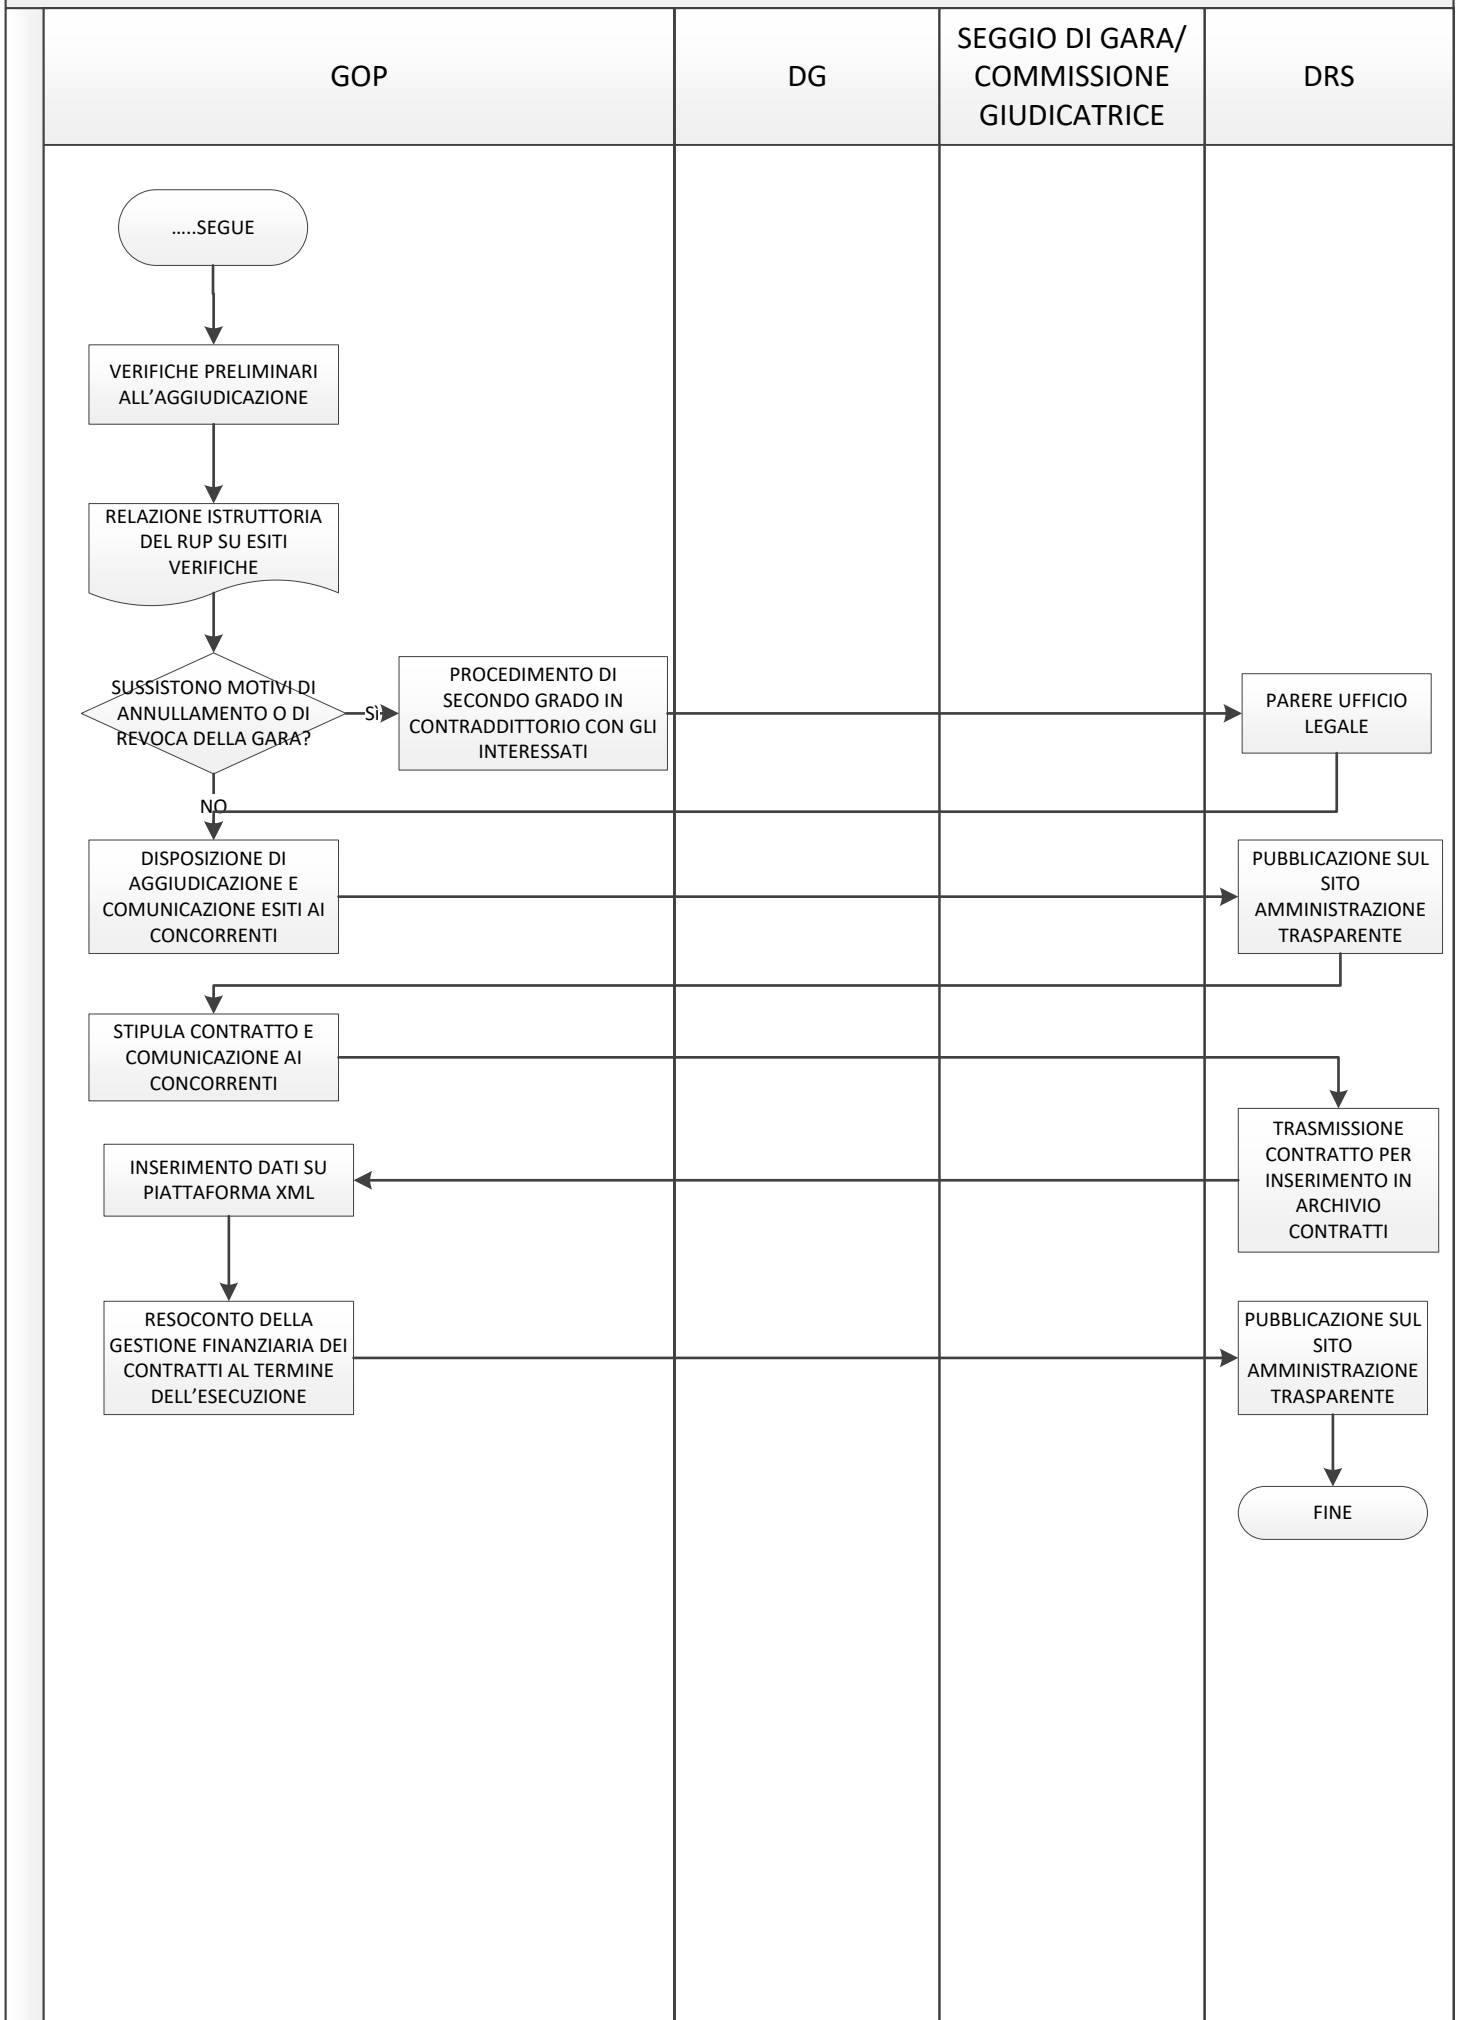 GOP
DG
SEGGIO DI GARA/
COMMISSIONE
GIUDICATRICE
DRS
…..SEGUE
VERIFICHE PRELIMINARI
ALL’AGGIUDICAZIONE
RELAZIONE ISTRUTTORIA
DEL RUP SU ESITI
VERIFICHE
SUSSISTONO MOTIVI DI
ANNULLAMENTO O DI
REVOCA DELLA GARA?
Sì
PROCEDIMENTO DI
SECONDO GRADO IN
CONTRADDITTORIO CON GLI
INTERESSATI
PARERE UFFICIO
LEGALE
NO
DISPOSIZIONE DI
AGGIUDICAZIONE E
COMUNICAZIONE ESITI AI
CONCORRENTI
PUBBLICAZIONE SUL
SITO
AMMINISTRAZIONE
TRASPARENTE
STIPULA CONTRATTO E
COMUNICAZIONE AI
CONCORRENTI
TRASMISSIONE
CONTRATTO PER
INSERIMENTO IN
ARCHIVIO
CONTRATTI
INSERIMENTO DATI SU
PIATTAFORMA XML
RESOCONTO DELLA
GESTIONE FINANZIARIA DEI
CONTRATTI AL TERMINE
DELL’ESECUZIONE
PUBBLICAZIONE SUL
SITO
AMMINISTRAZIONE
TRASPARENTE
FINE